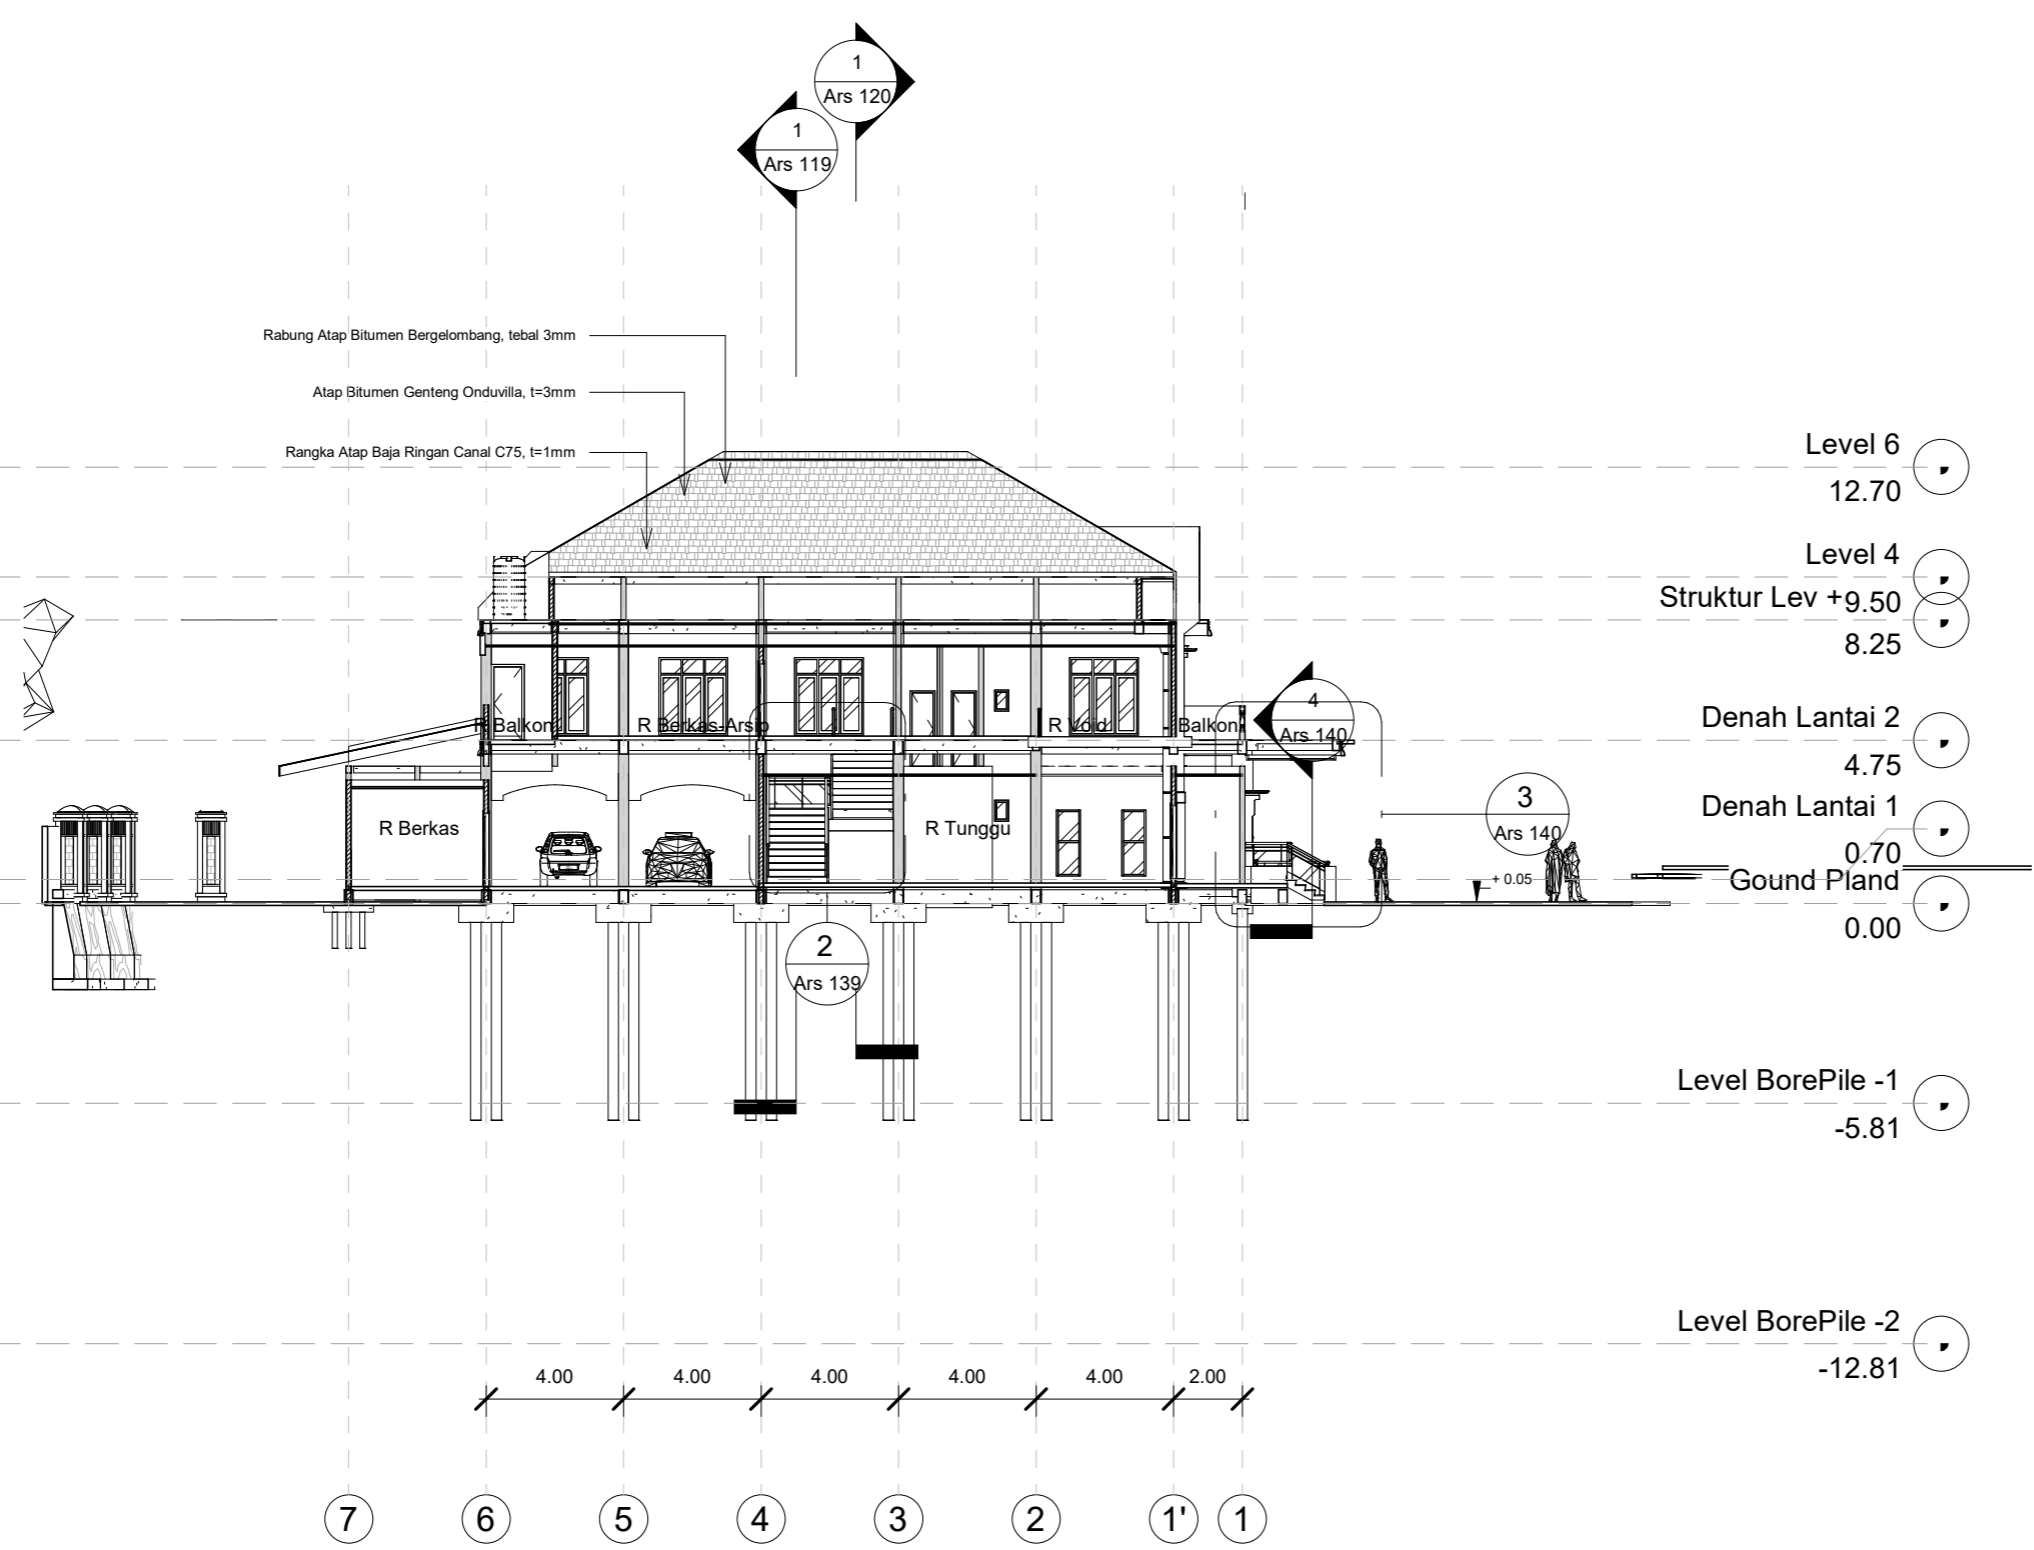 1
Ars 120
1
Ars 119
Rabung Atap Bitumen Bergelombang, tebal 3mm
Atap Bitumen Genteng Onduvilla, t=3mm
Rangka Atap Baja Ringan Canal C75, t=1mm
Level 6
12.70
Level 4
9.50
Struktur Lev +
8.25
Denah Lantai 2
4.75
Denah Lantai 1
0.70
Gound Pland
0.00
Level BorePile -1
-5.81
Level BorePile -2
-12.81
R Balkon
R Berkas-Arsip
R Void
Balkon
4
Ars 140
3
Ars 140
R Berkas
R Tunggu
+ 0.05
2
Ars 139
4.00 4.00 4.00 4.00 4.00 2.00
7 6 5 4 3 2 1' 1